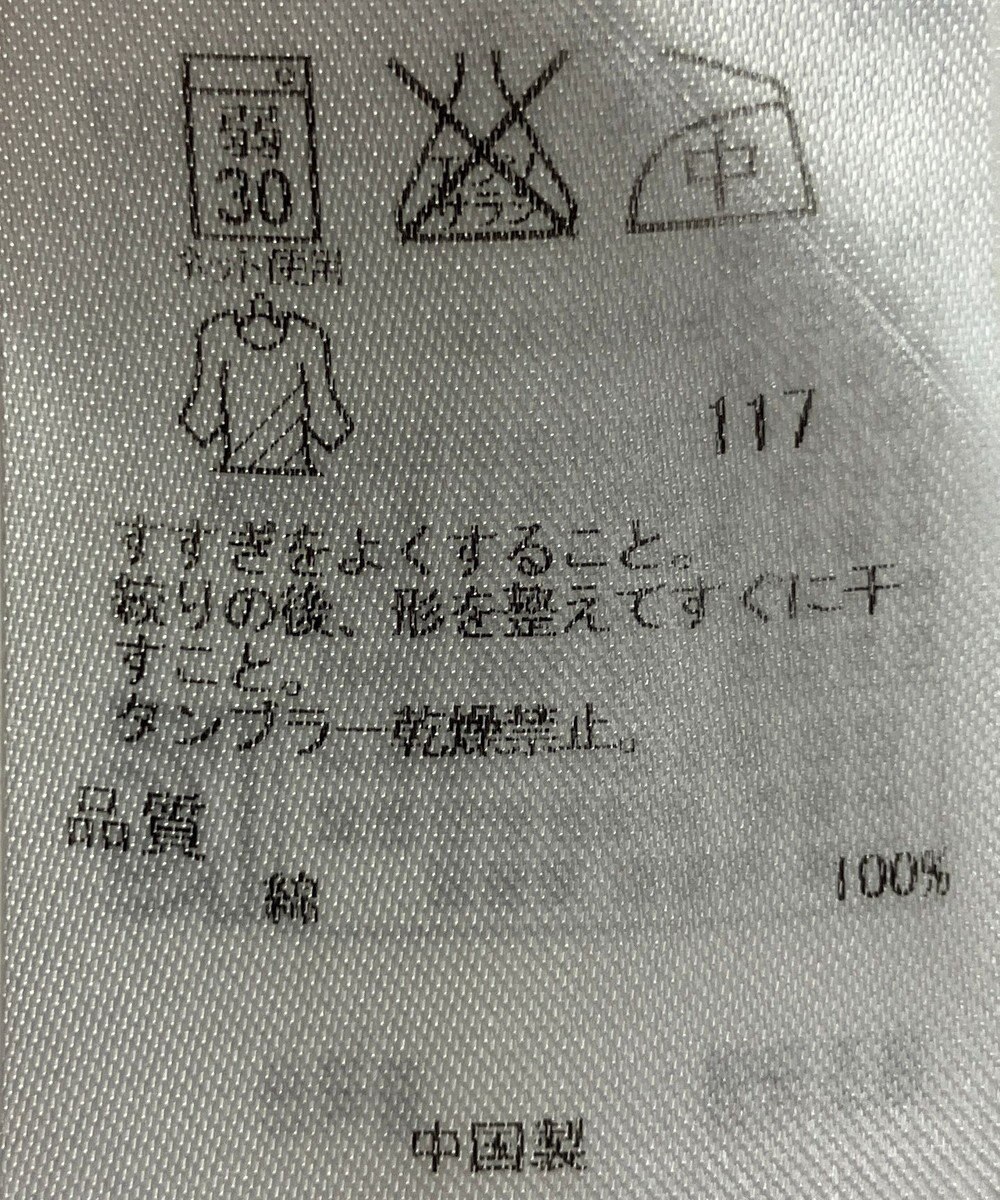 弱
30
エンソ
サラシ
中
ネット使用
117
すすぎをよくすること。
絞りの後、形を整えてすぐに干
すこと。
タンブラー乾燥禁止。
品質
綿 100%
中国製